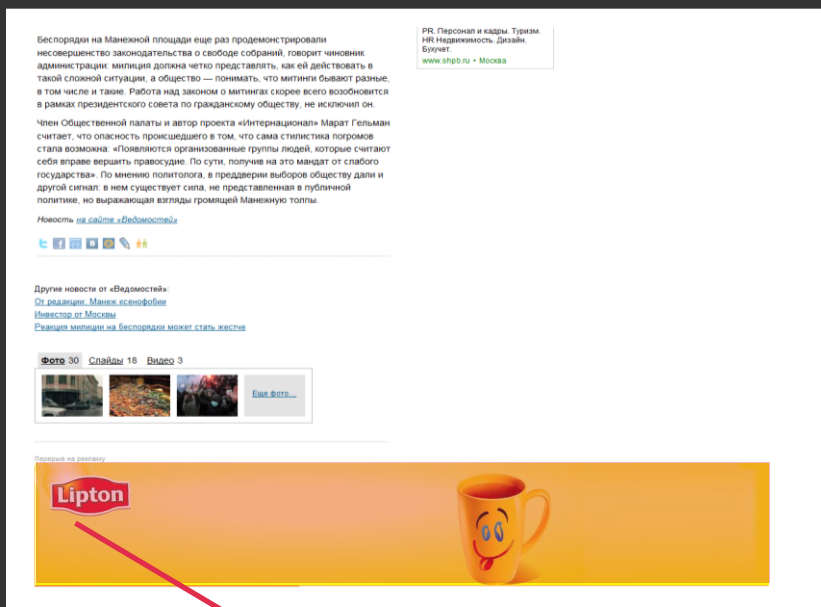 Беспорядки на Манежной площади еще раз продемонстрировали
несовершенство законодательства о свободе собраний, говорит чиновник
администрации: милиция должна четко представлять, как ей действовать в
такой сложной ситуации, а общество — понимать, что митинги бывают разные,
в том числе и такие. Работа над законом о митингах скорее всего возобновится
в рамках президентского совета по гражданскому обществу, не исключил он.
Член Общественной палаты и автор проекта «Интернационал» Марат Гельман
считает, что опасность происшедшего в том, что сама стилистика погромов
стала возможна: «Появляются организованные группы людей, которые считают
себя вправе вершить правосудие. По сути, получив на это мандат от слабого
государства». По мнению политолога, в преддверии выборов обществу дали и
другой сигнал: в нем существует сила, не представленная в публичной
политике, но выражающая взгляды громящей Манежную толпы.
Новость на сайте «Ведомостей»
Другие новости от «Ведомостей»:
От редакции: Манеж ксенофобии
Инвестор от Москвы
Реакция милиции на беспорядки может стать жестче
Фото 30 Слайды 18 Видео 3
Еще фото...
PR. Персонал и кадры. Туризм.
HR Недвижимость. Дизайн.
Бухучет.
www.shpb.ru • Москва
Перерыв на рекламу
Lipton